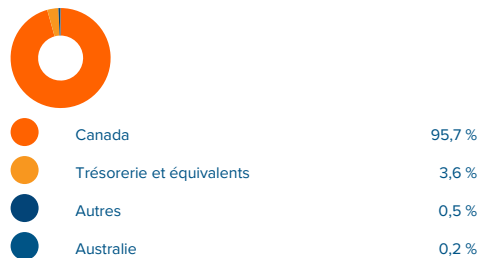 Canada 95,7 %
Trésorerie et équivalents 3,6 %
Autres 0,5 %
Australie 0,2 %